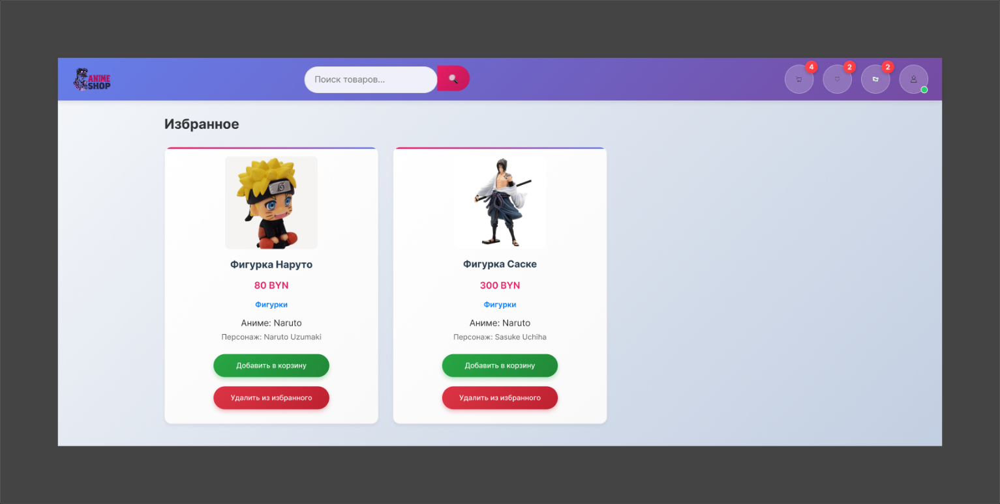 ANIME
SHOP
Поиск товаров...
4
2
2
Избранное
Фигурка Наруто
80 BYN
Фигурки
Аниме: Naruto
Персонаж: Naruto Uzumaki
Добавить в корзину
Удалить из избранного
Фигурка Саске
300 BYN
Фигурки
Аниме: Naruto
Персонаж: Sasuke Uchiha
Добавить в корзину
Удалить из избранного